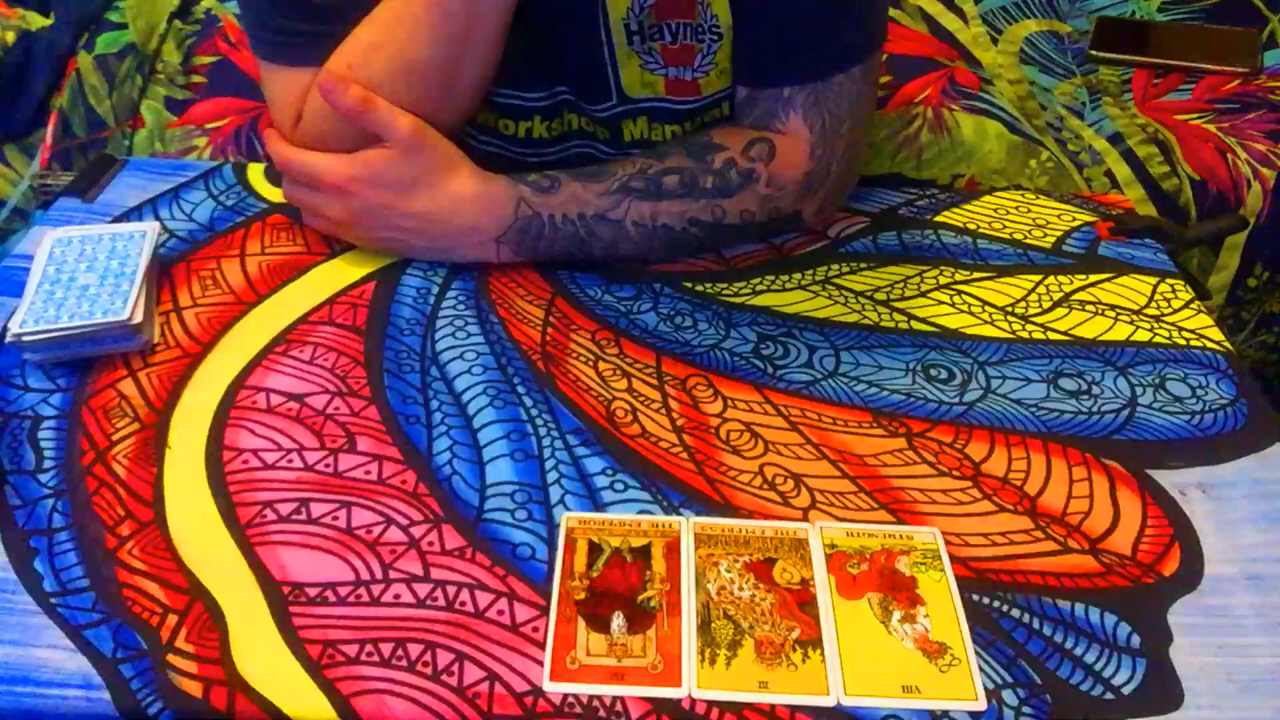 Haynes
Workshop Manual
THE EMPEROR
THE EMPRESS
STRENGTH
IV
III
VIII